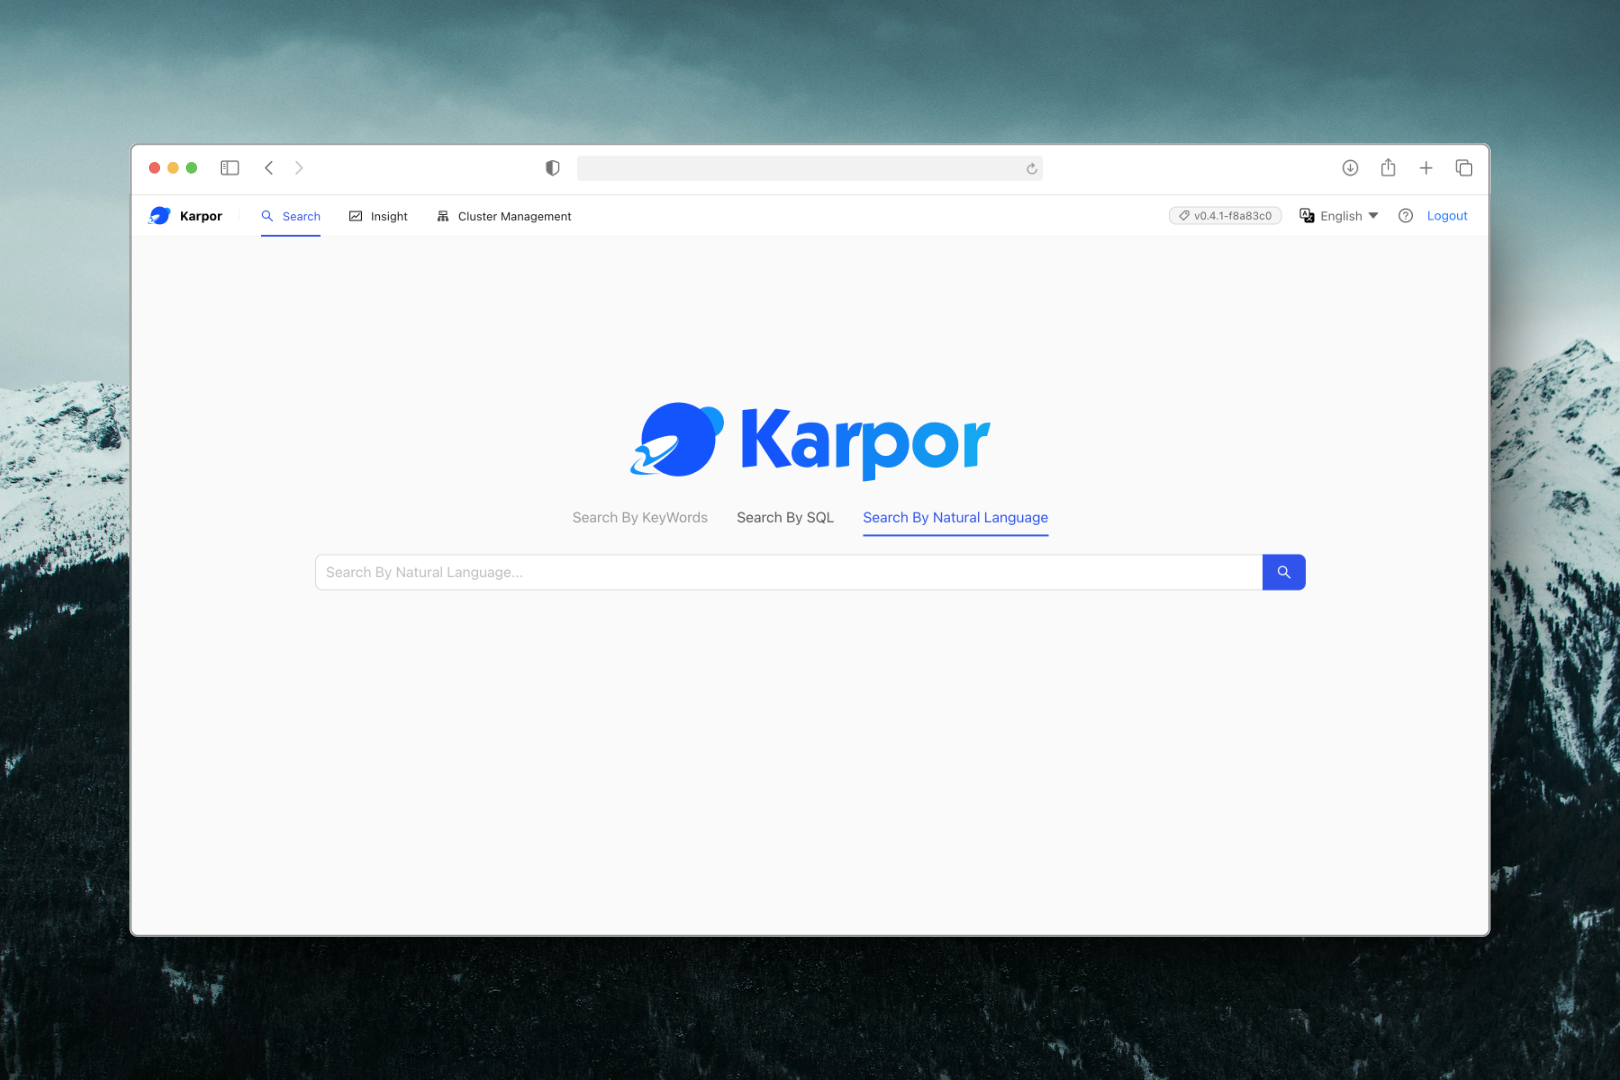 Karpor Search Insight Cluster Management v0.4.1-f8a83c0 English Logout
Karpor
Search By KeyWords Search By SQL Search By Natural Language
Search By Natural Language...